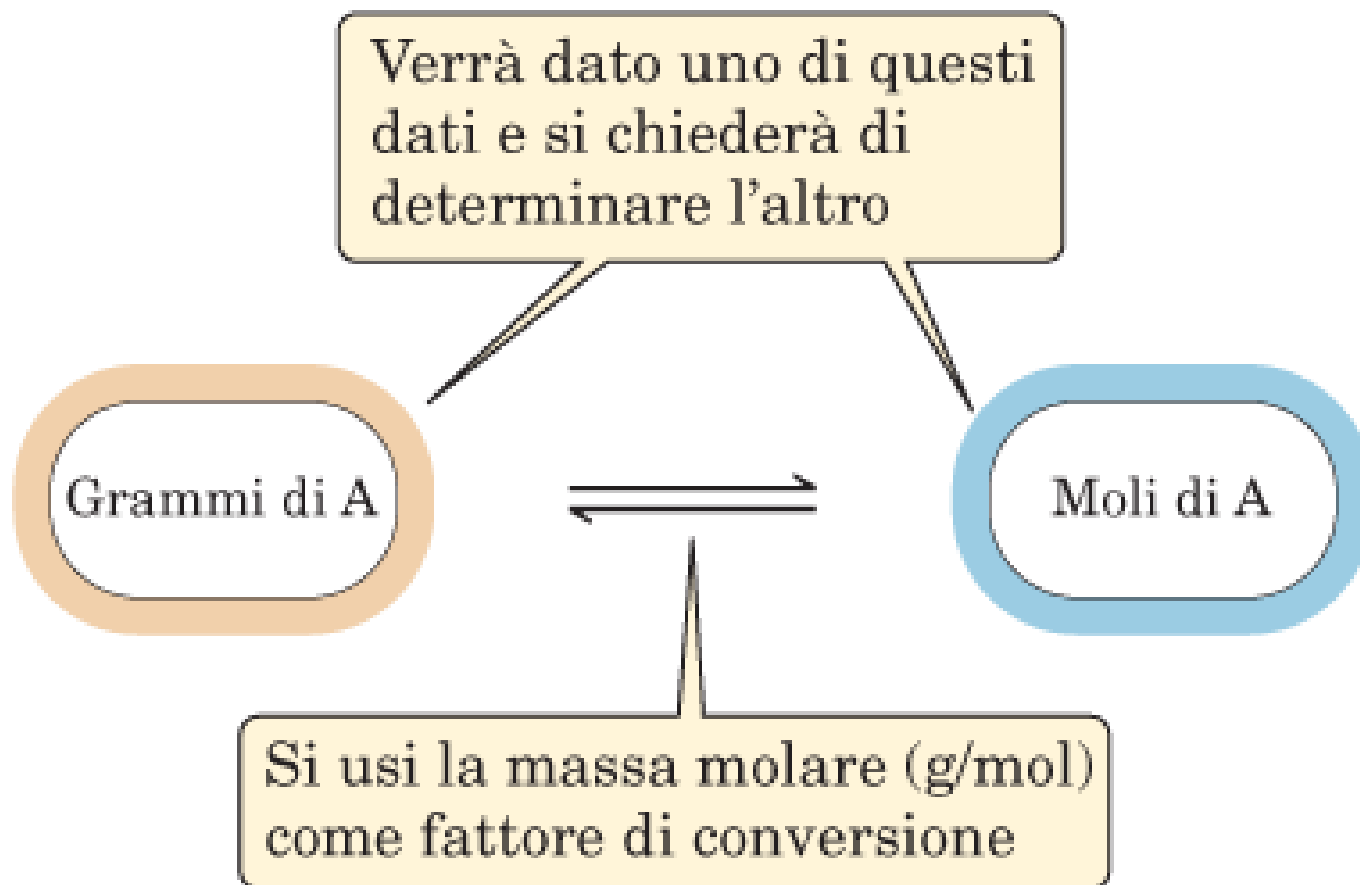 Verrà dato uno di questi
dati e si chiederà di
determinare l’altro
Grammi di A
Moli di A
Si usi la massa molare (g/mol)
come fattore di conversione